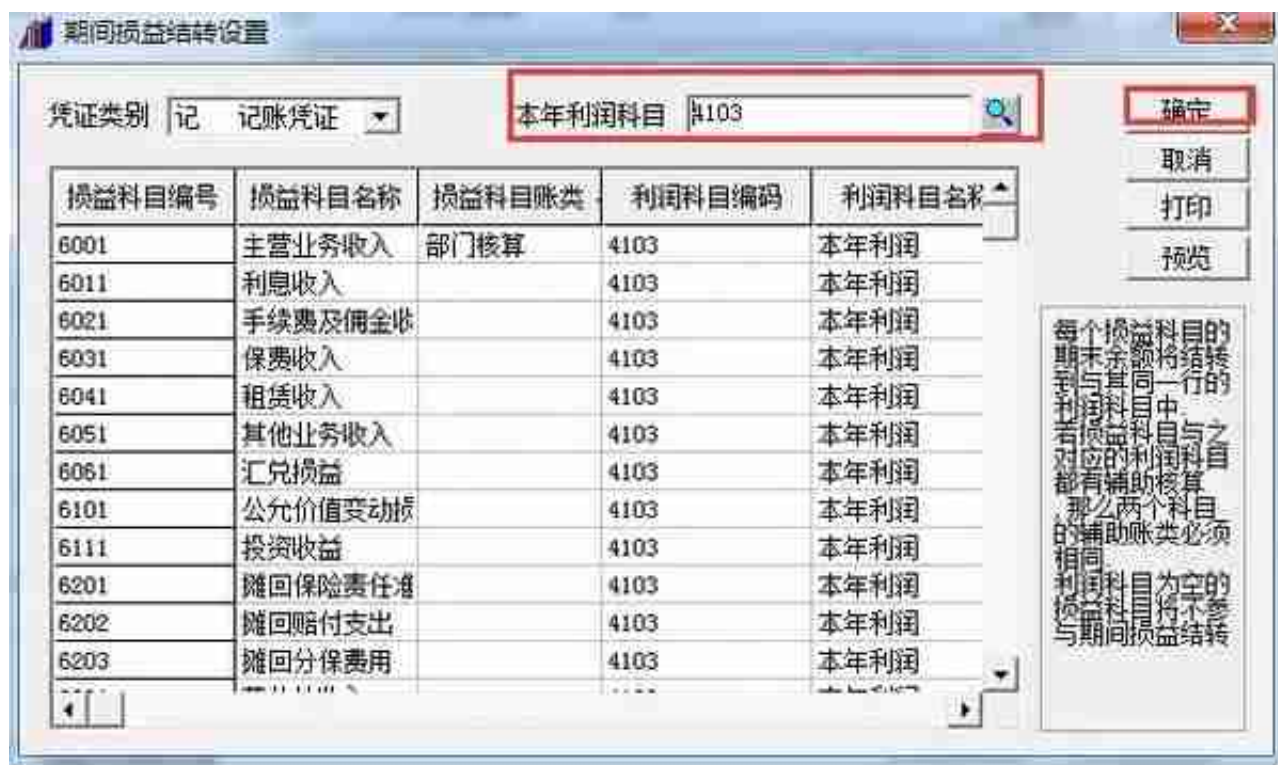 期间损益结转设置
凭证类别 记 记账凭证 本年利润科目 4103 确定
取消
打印
预览
损益科目编号 损益科目名称 损益科目账类 利润科目编码 利润科目名称
6001 主营业务收入 部门核算 4103 本年利润
6011 利息收入 4103 本年利润
6021 手续费及佣金收 4103 本年利润
6031 保费收入 4103 本年利润
6041 租赁收入 4103 本年利润
6051 其他业务收入 4103 本年利润
6061 汇兑损益 4103 本年利润
6101 公允价值变动损 4103 本年利润
6111 投资收益 4103 本年利润
6201 摊回保险责任准 4103 本年利润
6202 摊回赔付支出 4103 本年利润
6203 摊回分保费用 4103 本年利润
每个损益科目的
期末余额将结转
到与其同一行的
利润科目中.
若损益科目与之
对应的利润科目
都有辅助核算
,那么两个科目
的辅助账类必须
相同
利润科目为空的
损益科目将不参
与期间损益结转